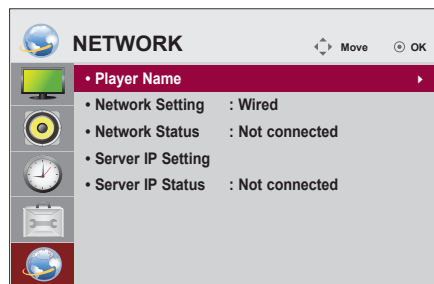 NETWORK Move OK
• Player Name
• Network Setting : Wired
• Network Status : Not connected
• Server IP Setting
• Server IP Status : Not connected